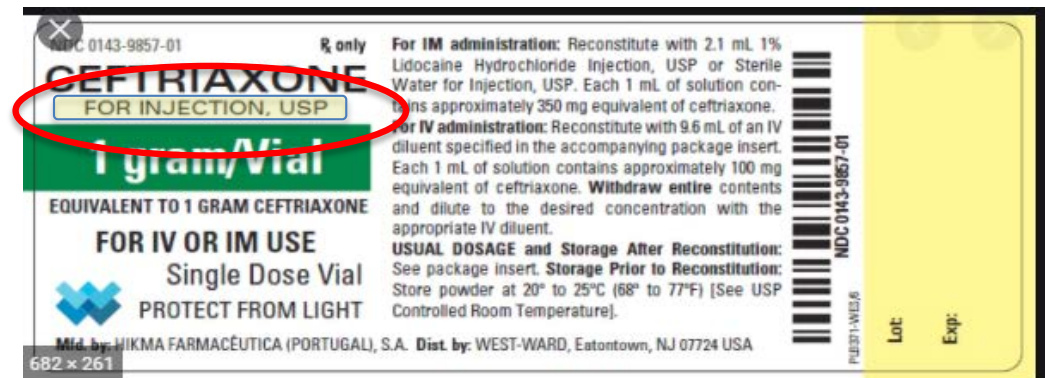 NDC 0143-9857-01
℞ only
CEFTRIAXONE
FOR INJECTION, USP
1 gram/Vial
EQUIVALENT TO 1 GRAM CEFTRIAXONE
FOR IV OR IM USE
Single Dose Vial
PROTECT FROM LIGHT
For IM administration: Reconstitute with 2.1 mL 1%
Lidocaine Hydrochloride Injection, USP or Sterile
Water for Injection, USP. Each 1 mL of solution con-
tains approximately 350 mg equivalent of ceftriaxone.
For IV administration: Reconstitute with 9.6 mL of an IV
diluent specified in the accompanying package insert.
Each 1 mL of solution contains approximately 100 mg
equivalent of ceftriaxone. Withdraw entire contents
and dilute to the desired concentration with the
appropriate IV diluent.
USUAL DOSAGE and Storage After Reconstitution:
See package insert. Storage Prior to Reconstitution:
Store powder at 20° to 25°C (68° to 77°F) [See USP
Controlled Room Temperature].
Mfd. by: HIKMA FARMACÊUTICA (PORTUGAL), S.A. Dist. by: WEST-WARD, Eatontown, NJ 07724 USA
NDC 0143-9857-01
Lot:
Exp:
682 × 261